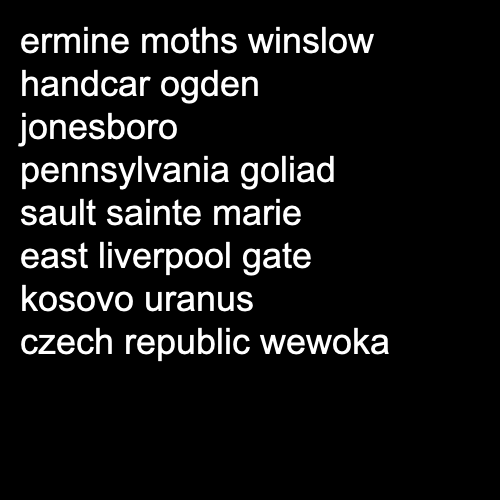 ermine moths winslow
handcar ogden
jonesboro
pennsylvania goliad
sault sainte marie
east liverpool gate
kosovo uranus
czech republic wewoka